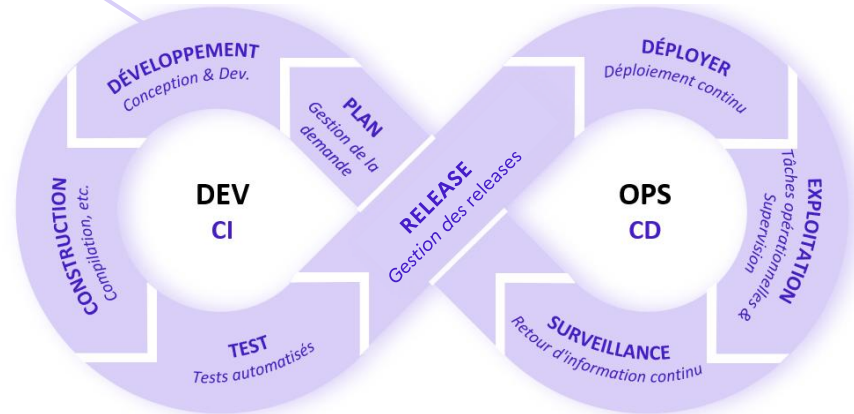 PLAN
Gestion de la
demande
DÉVELOPPEMENT
Conception & Dev.
CONSTRUCTION
Compilation, etc.
TEST
Tests automatisés
DEV
CI
RELEASE
Gestion des releases
DÉPLOYER
Déploiement continu
EXPLOITATION
Tâches opérationnelles &
Supervision
SURVEILLANCE
Retour d'information continu
OPS
CD